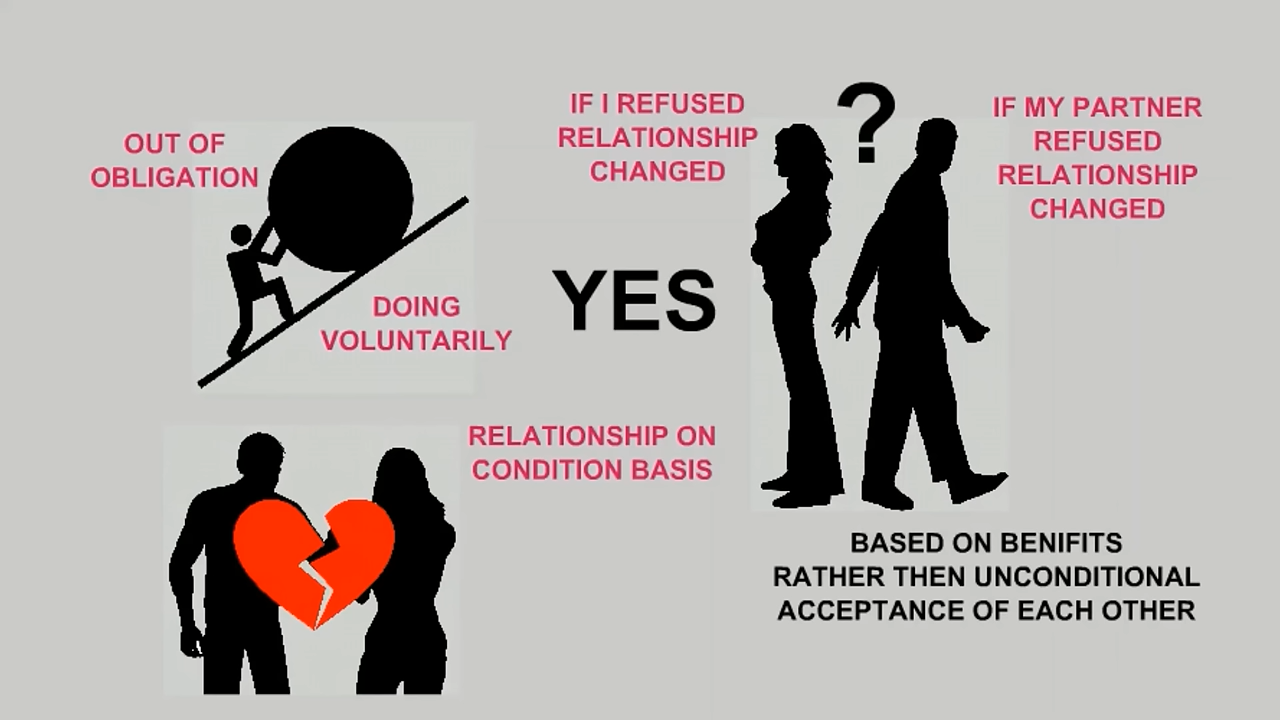 OUT OF
OBLIGATION
DOING
VOLUNTARILY
IF I REFUSED
RELATIONSHIP
CHANGED
?
IF MY PARTNER
REFUSED
RELATIONSHIP
CHANGED
YES
RELATIONSHIP ON
CONDITION BASIS
BASED ON BENIFITS
RATHER THEN UNCONDITIONAL
ACCEPTANCE OF EACH OTHER